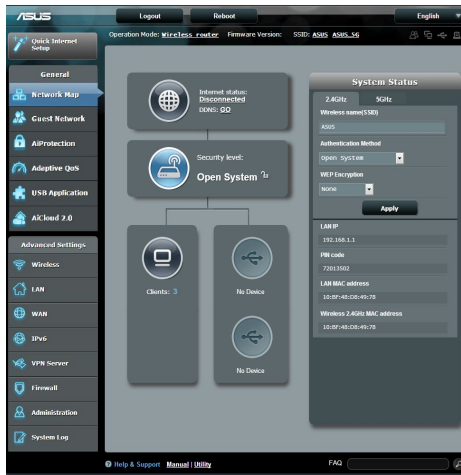 ASUS
Logout
Reboot
English
Quick Internet
Setup
Operation Mode: Wireless router Firmware Version: SSID: ASUS ASUS_5G
General
Network Map
Guest Network
AiProtection
Adaptive QoS
USB Application
AiCloud 2.0
Advanced Settings
Wireless
LAN
WAN
IPv6
VPN Server
Firewall
Administration
System Log
Internet status:
Disconnected
DDNS: GO
Security level:
Open System
Clients: 3
No Device
No Device
System Status
2.4GHz
5GHz
Wireless name(SSID)
ASUS
Authentication Method
Open System
WEP Encryption
None
Apply
LAN IP
192.168.1.1
PIN code
72013502
LAN MAC address
10:BF:48:D8:49:78
Wireless 2.4GHz MAC address
10:BF:48:D8:49:78
Help & Support Manual | Utility
FAQ